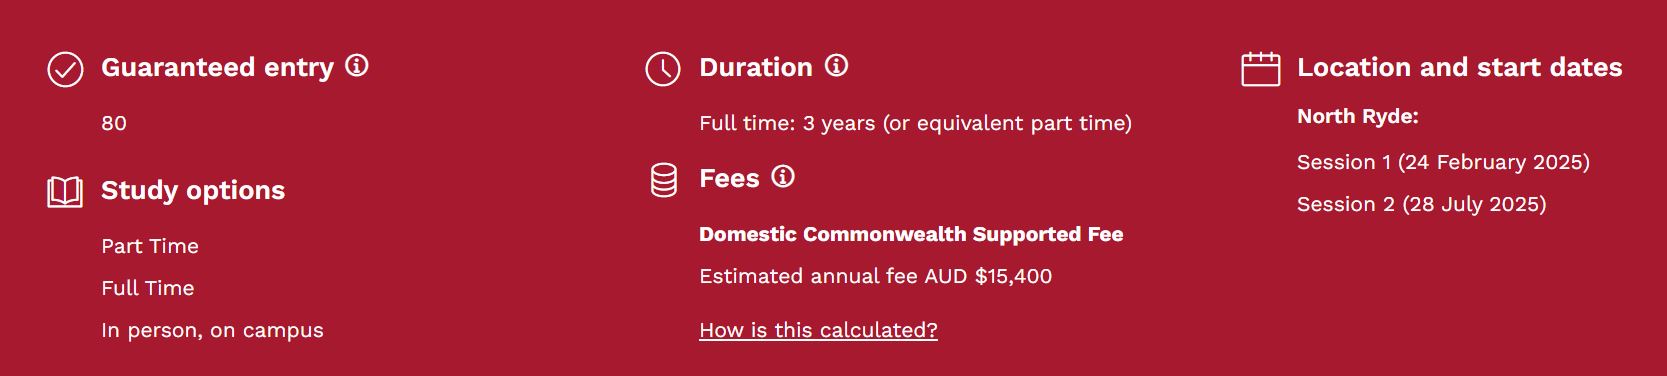 Guaranteed entry
80
Study options
Part Time
Full Time
In person, on campus
Duration
Full time: 3 years (or equivalent part time)
Fees
Domestic Commonwealth Supported Fee
Estimated annual fee AUD $15,400
How is this calculated?
Location and start dates
North Ryde:
Session 1 (24 February 2025)
Session 2 (28 July 2025)